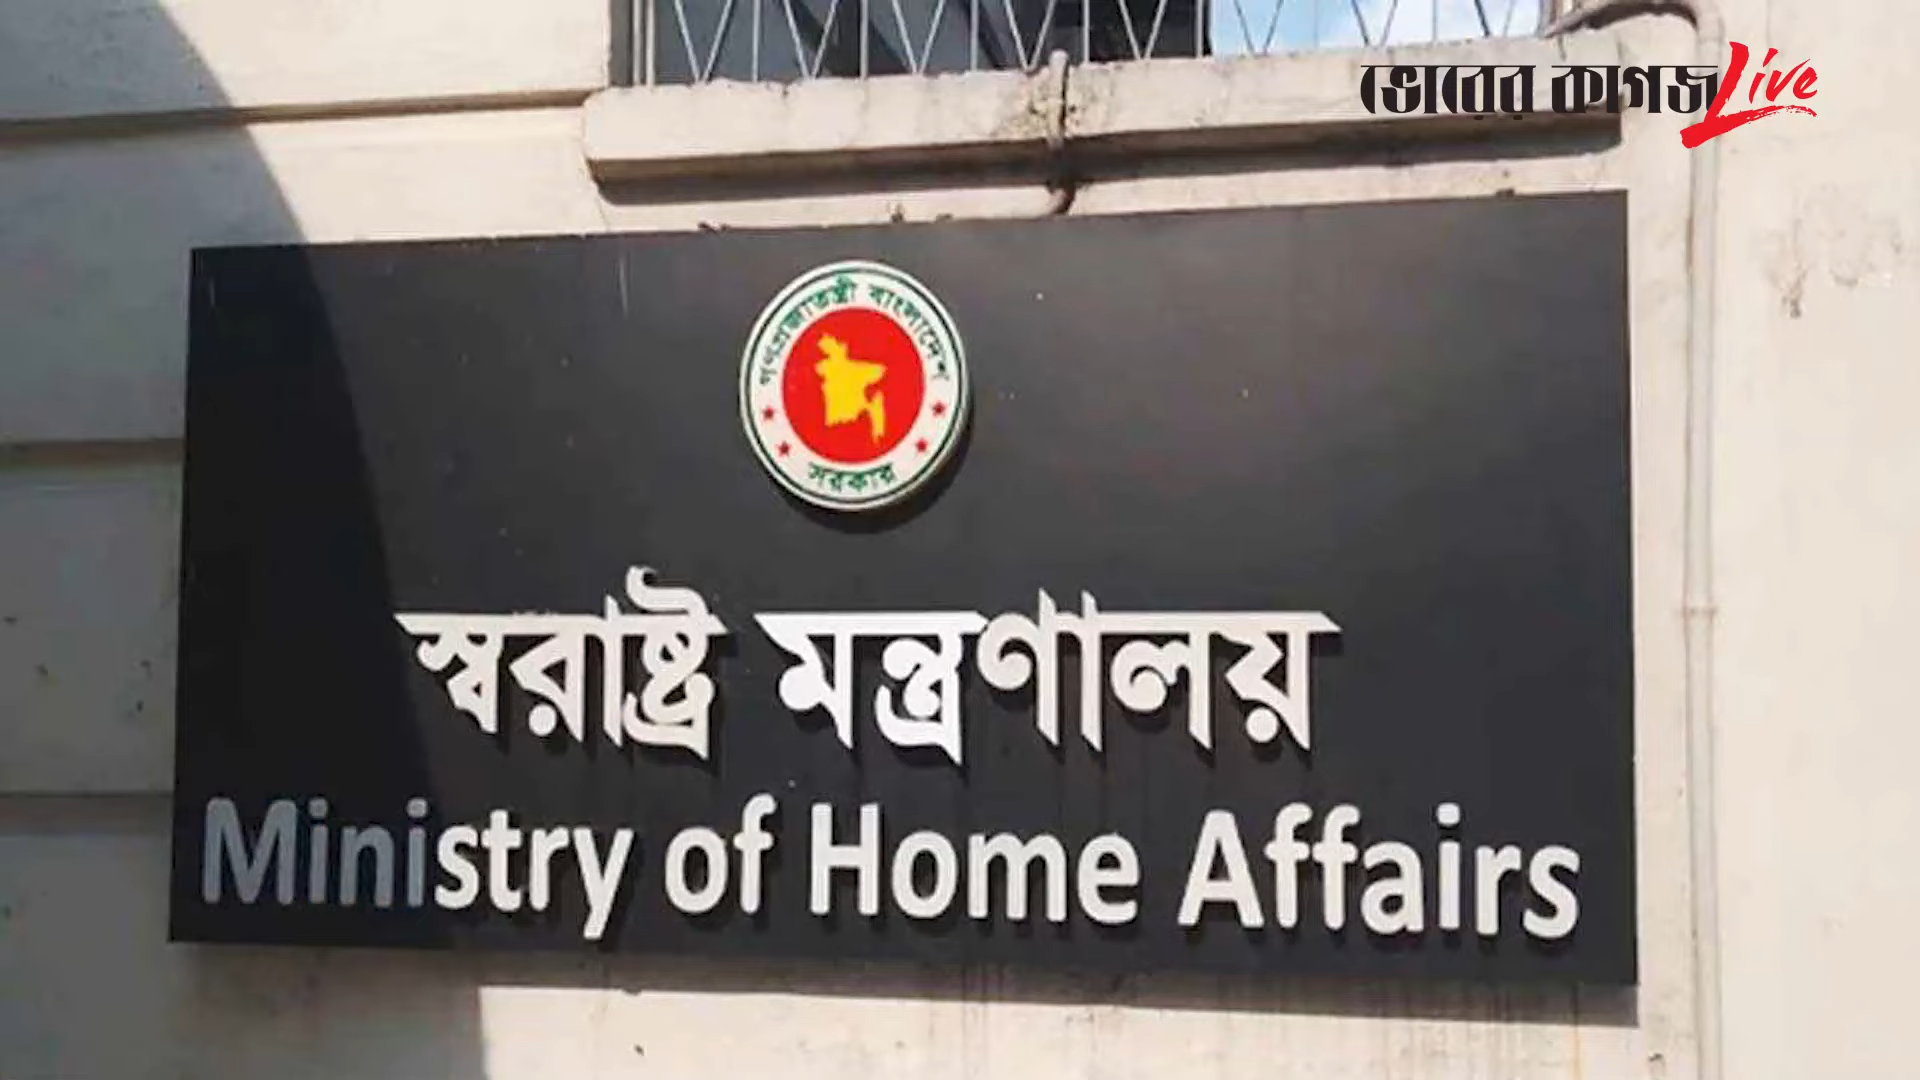 ভোরের কাগজ Live
গণপ্রজাতন্ত্রী বাংলাদেশ
সরকার
স্বরাষ্ট্র মন্ত্রণালয়
Ministry of Home Affairs